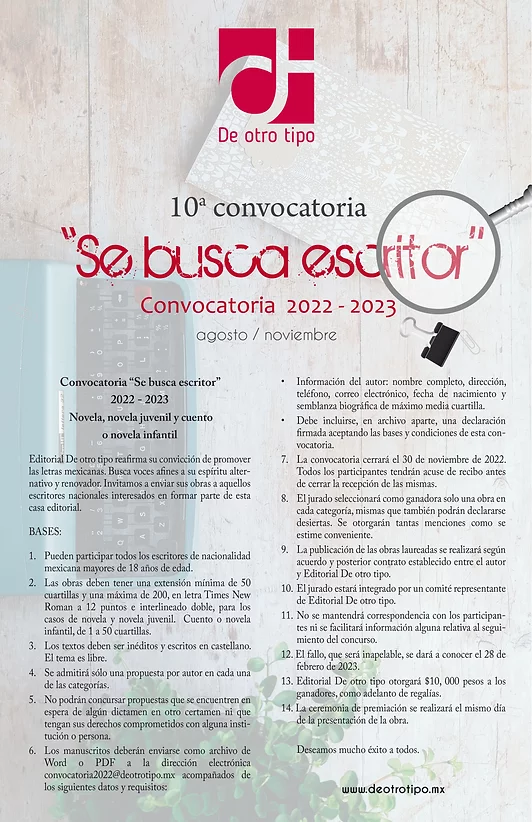 De otro tipo
10ª convocatoria
"Se busca escritor"
Convocatoria 2022 - 2023
agosto / noviembre
Convocatoria “Se busca escritor”
2022 - 2023
Novela, novela juvenil y cuento
o novela infantil
Editorial De otro tipo reafirma su convicción de promover
las letras mexicanas. Busca voces afines a su espíritu alter-
nativo y renovador. Invitamos a enviar sus obras a aquellos
escritores nacionales interesados en formar parte de esta
casa editorial.
BASES:
1. Pueden participar todos los escritores de nacionalidad
mexicana mayores de 18 años de edad.
2. Las obras deben tener una extensión mínima de 50
cuartillas y una máxima de 200, en letra Times New
Roman a 12 puntos e interlineado doble, para los
casos de novela y novela juvenil. Cuento o novela
infantil, de 1 a 50 cuartillas.
3. Los textos deben ser inéditos y escritos en castellano.
El tema es libre.
4. Se admitirá sólo una propuesta por autor en cada una
de las categorías.
5. No podrán concursar propuestas que se encuentren en
espera de algún dictamen en otro certamen ni que
tengan sus derechos comprometidos con alguna insti-
tución o persona.
6. Los manuscritos deberán enviarse como archivo de
Word o PDF a la dirección electrónica
convocatoria2022@deotrotipo.mx acompañados de
los siguientes datos y requisitos:
• Información del autor: nombre completo, dirección,
teléfono, correo electrónico, fecha de nacimiento y
semblanza biográfica de máximo media cuartilla.
• Debe incluirse, en archivo aparte, una declaración
firmada aceptando las bases y condiciones de esta con-
vocatoria.
7. La convocatoria cerrará el 30 de noviembre de 2022.
Todos los participantes tendrán acuse de recibo antes
de cerrar la recepción de las mismas.
8. El jurado seleccionará como ganadora solo una obra en
cada categoría, mismas que también podrán declararse
desiertas. Se otorgarán tantas menciones como se
estime conveniente.
9. La publicación de las obras laureadas se realizará según
acuerdo y posterior contrato establecido entre el autor
y Editorial De otro tipo.
10. El jurado estará integrado por un comité representante
de Editorial De otro tipo.
11. No se mantendrá correspondencia con los participan-
tes ni se facilitará información alguna relativa al segui-
miento del concurso.
12. El fallo, que será inapelable, se dará a conocer el 28 de
febrero de 2023.
13. Editorial De otro tipo otorgará $10, 000 pesos a los
ganadores, como adelanto de regalías.
14. La ceremonia de premiación se realizará el mismo día
de la presentación de la obra.
Deseamos mucho éxito a todos.
www.deotrotipo.mx